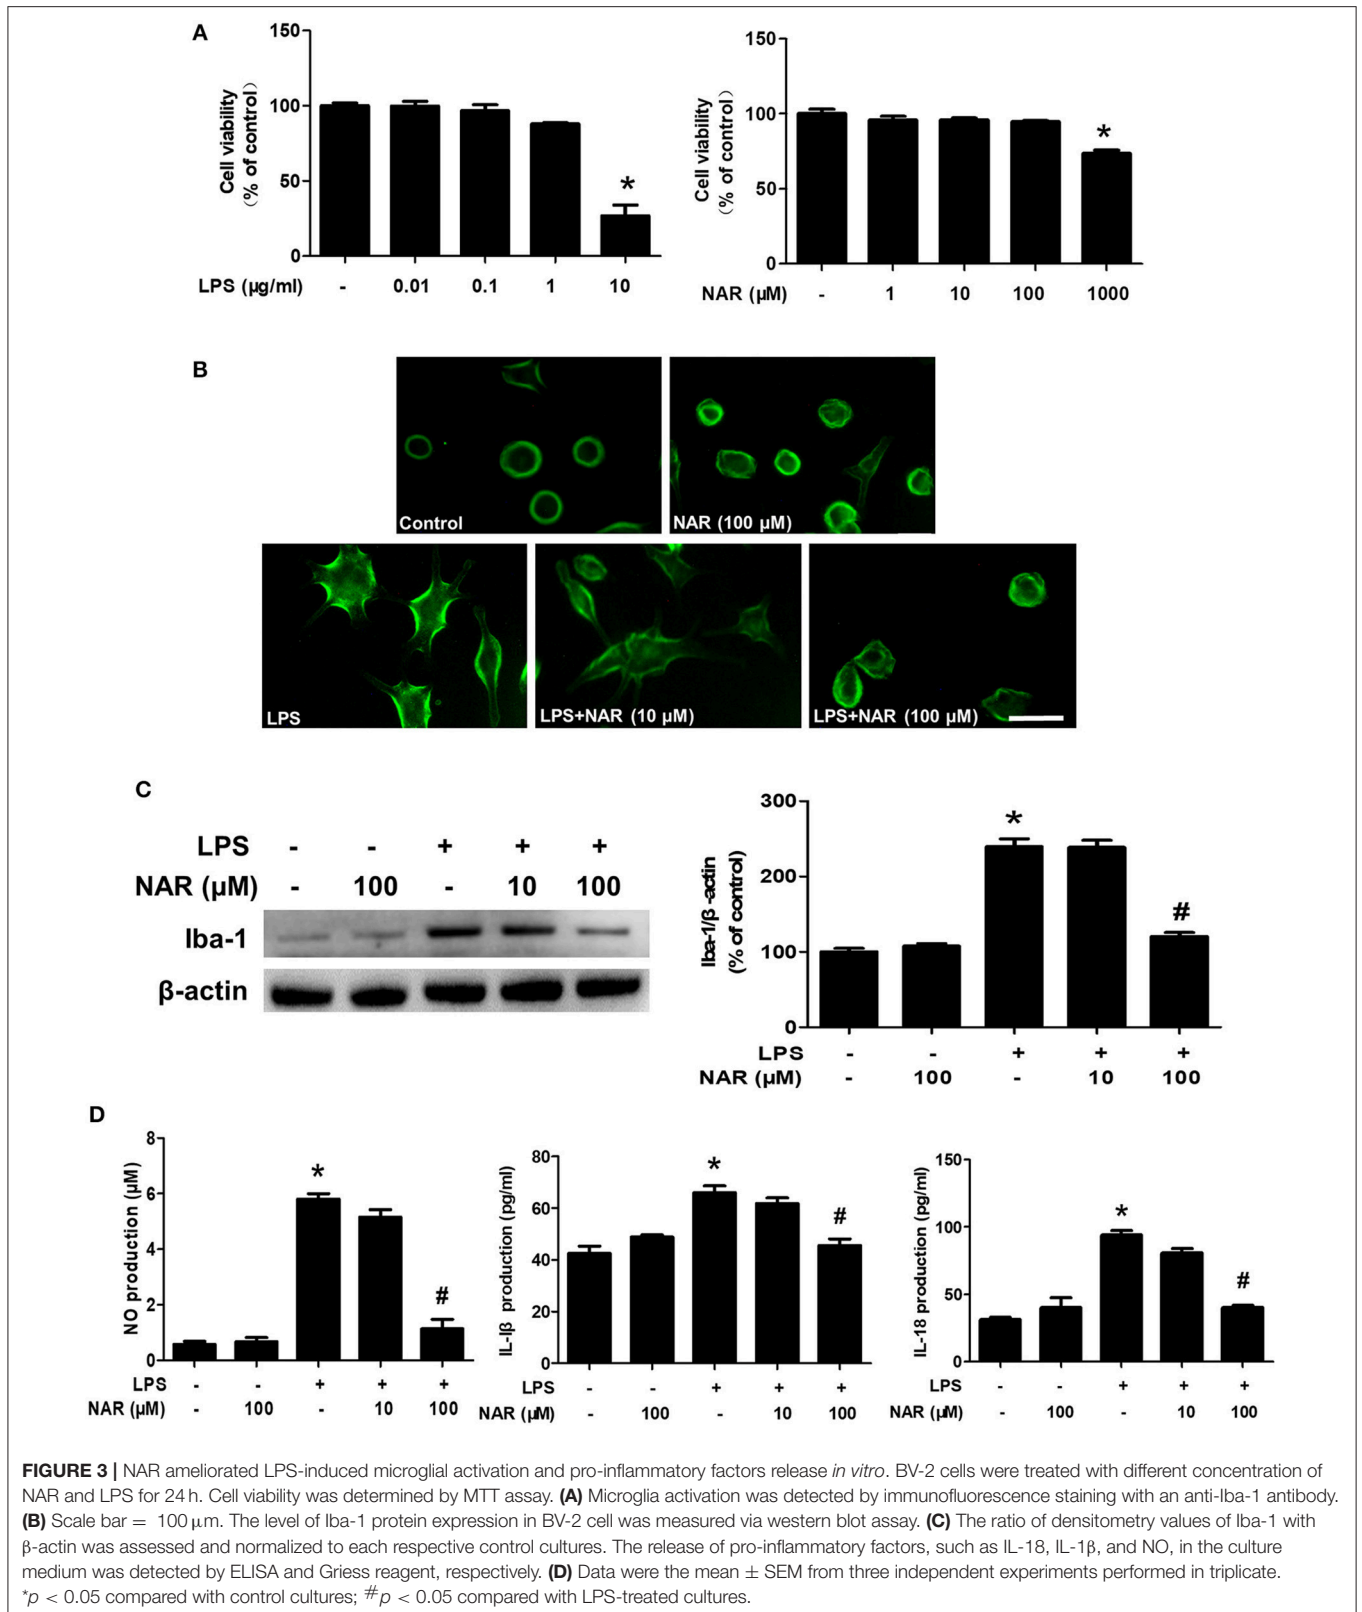 A
150
100
50
0
Cell viability
(% of control)
*
LPS (µg/ml)
- 0.01 0.1 1 10
150
100
50
0
Cell viability
(% of control)
*
NAR (µM)
- 1 10 100 1000
B
Control
NAR (100 µM)
LPS
LPS+NAR (10 µM)
LPS+NAR (100 µM)
C
LPS - - + + +
NAR (µM) - 100 - 10 100
Iba-1
β-actin
300
200
100
0
Iba-1/β-actin
(% of control)
*
#
LPS - - + + +
NAR (µM) - 100 - 10 100
D
8
6
4
2
0
NO production (µM)
*
#
LPS - - + + +
NAR (µM) - 100 - 10 100
80
60
40
20
0
IL-Iβ production (pg/ml)
*
#
LPS - - + + +
NAR (µM) - 100 - 10 100
150
100
50
0
IL-18 production (pg/ml)
*
#
LPS - - + + +
NAR (µM) - 100 - 10 100
FIGURE 3 | NAR ameliorated LPS-induced microglial activation and pro-inflammatory factors release in vitro. BV-2 cells were treated with different concentration of
NAR and LPS for 24 h. Cell viability was determined by MTT assay. (A) Microglia activation was detected by immunofluorescence staining with an anti-Iba-1 antibody.
(B) Scale bar = 100 µm. The level of Iba-1 protein expression in BV-2 cell was measured via western blot assay. (C) The ratio of densitometry values of Iba-1 with
β-actin was assessed and normalized to each respective control cultures. The release of pro-inflammatory factors, such as IL-18, IL-1β, and NO, in the culture
medium was detected by ELISA and Griess reagent, respectively. (D) Data were the mean ± SEM from three independent experiments performed in triplicate.
*p < 0.05 compared with control cultures; #p < 0.05 compared with LPS-treated cultures.